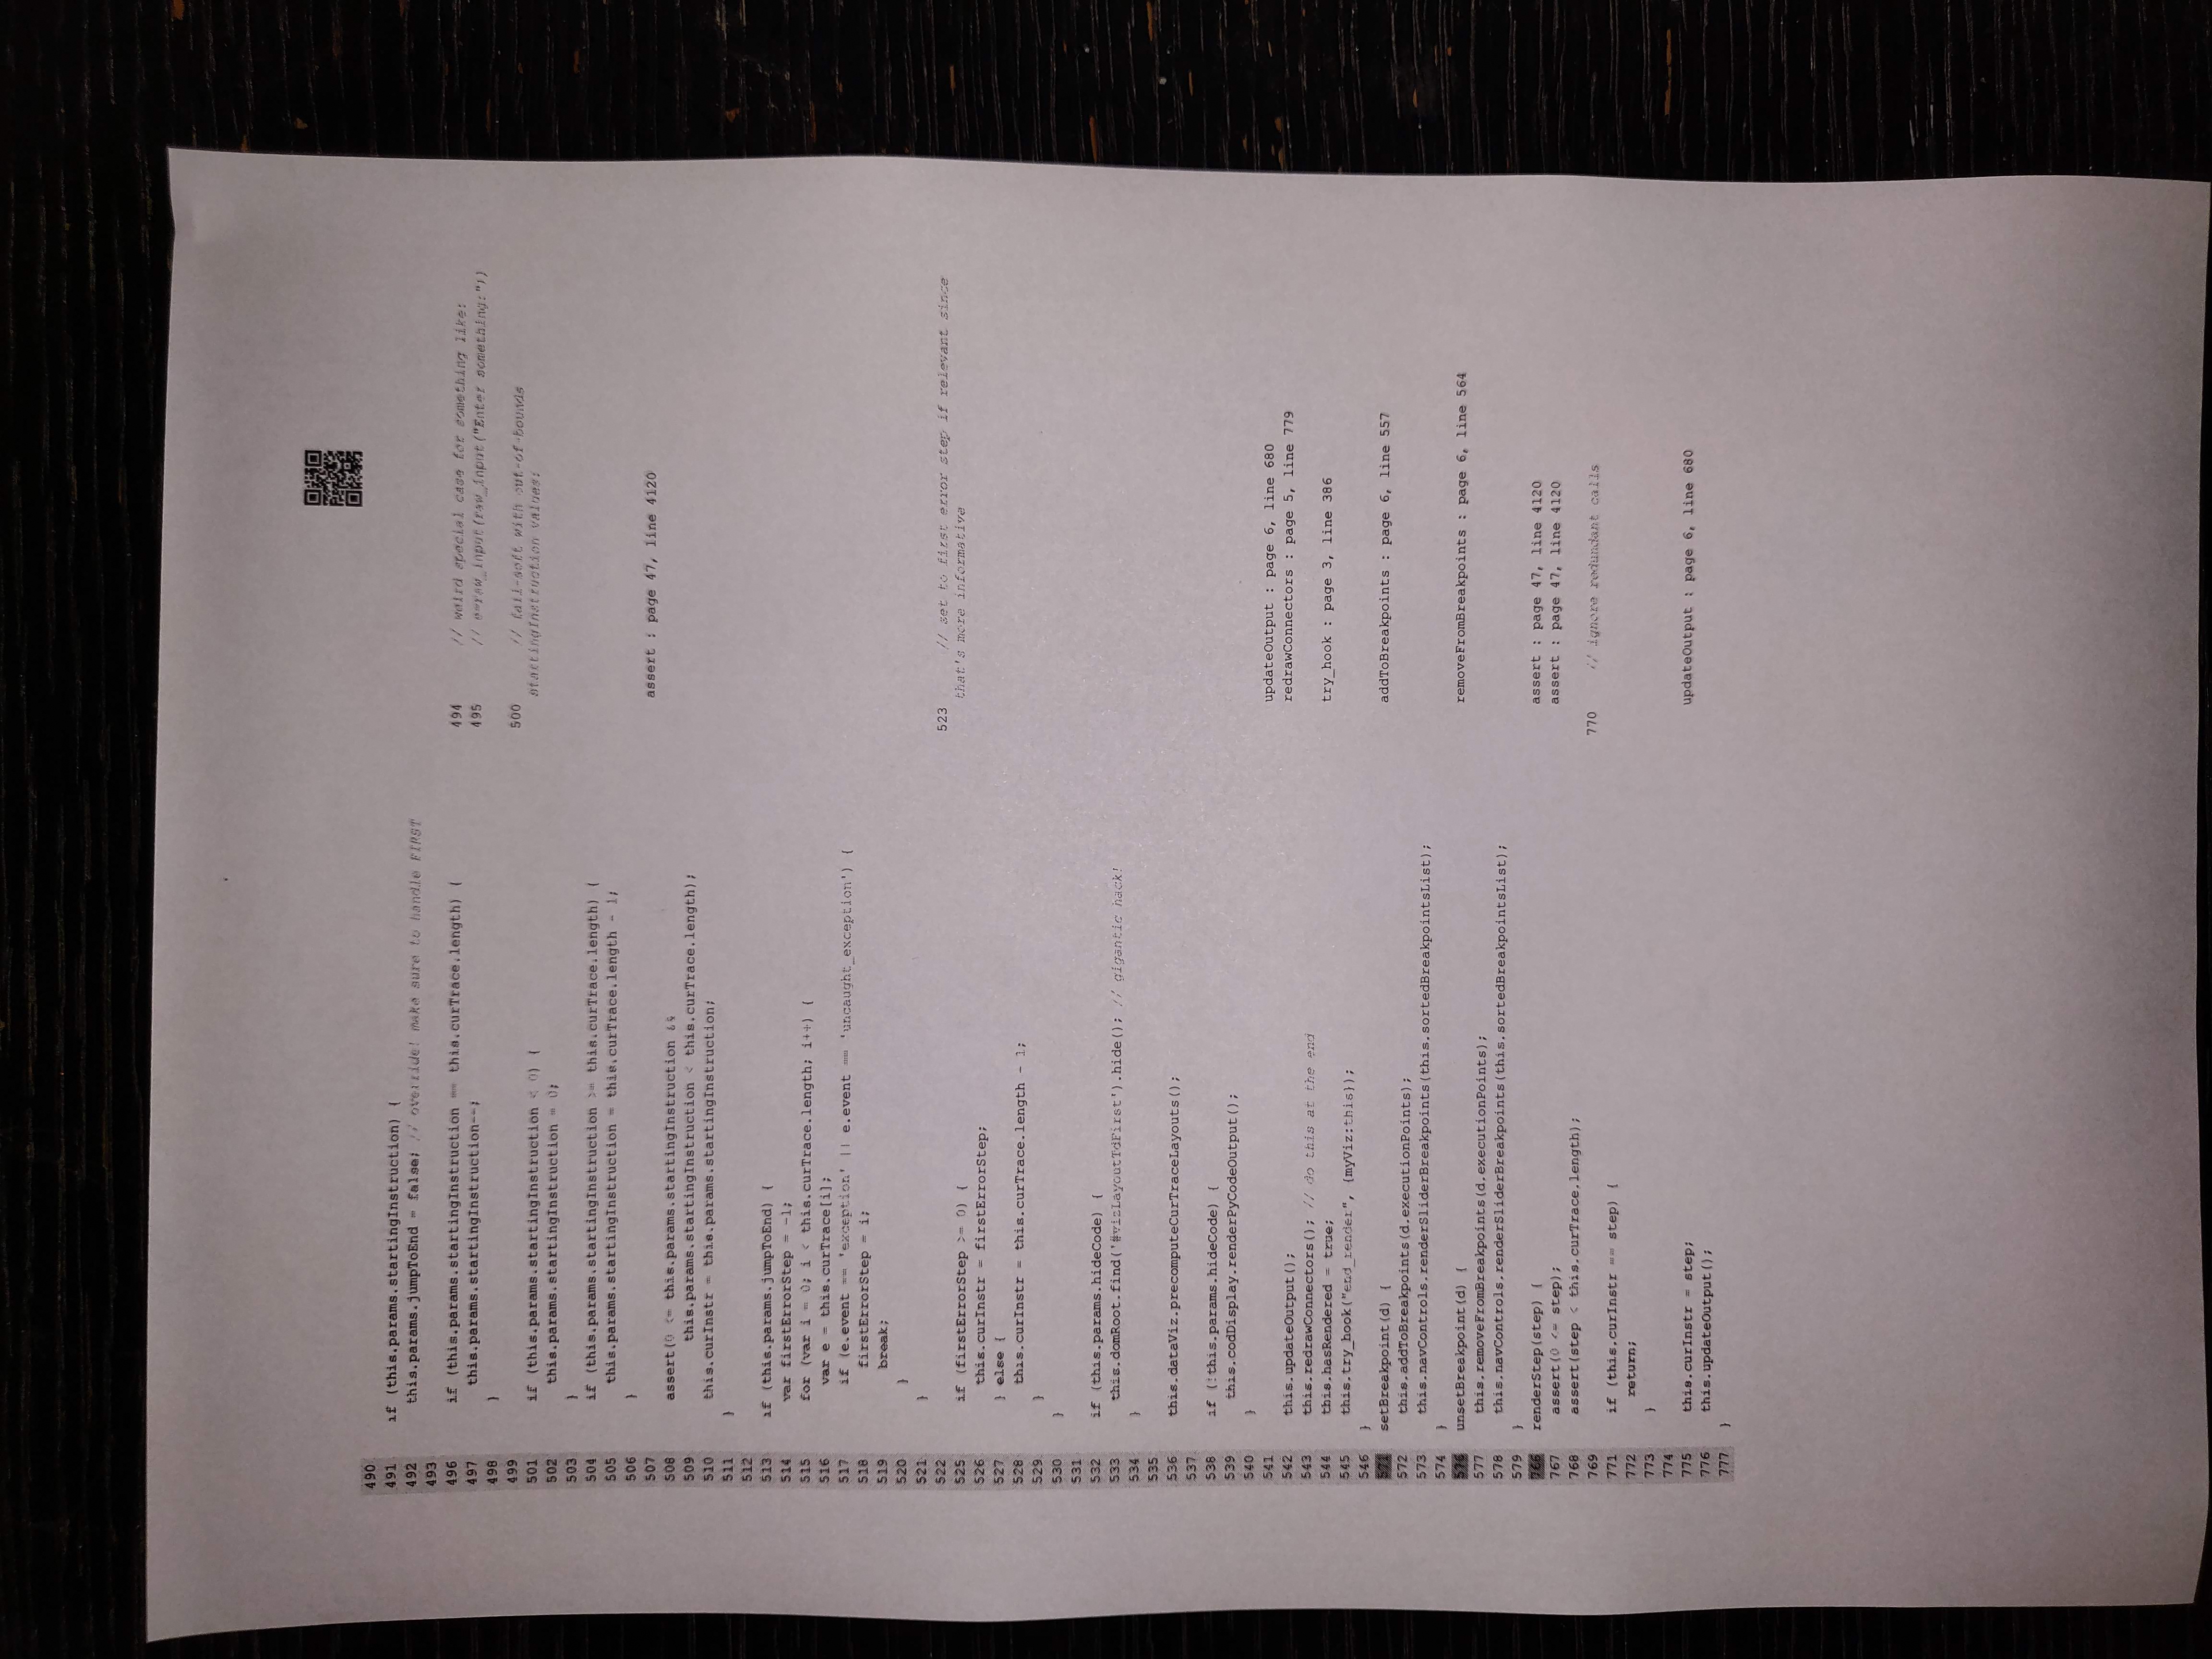 490
491 if (this.params.startingInstruction) {
492 this.params.jumpToEnd = false; // override! make sure to handle FIRST
493
496 if (this.params.startingInstruction == this.curTrace.length) {
497 this.params.startingInstruction--;
498 }
499
501 if (this.params.startingInstruction < 0) {
502 this.params.startingInstruction = 0;
503 }
504 if (this.params.startingInstruction >= this.curTrace.length) {
505 this.params.startingInstruction = this.curTrace.length - 1;
506 }
507
508 assert(0 <= this.params.startingInstruction &&
509 this.params.startingInstruction < this.curTrace.length);
510 this.curInstr = this.params.startingInstruction;
511 }
512
513 if (this.params.jumpToEnd) {
514 var firstErrorStep = -1;
515 for (var i = 0; i < this.curTrace.length; i++) {
516 var e = this.curTrace[i];
517 if (e.event == 'exception' || e.event == 'uncaught_exception') {
518 firstErrorStep = i;
519 break;
520 }
521 }
522
525 if (firstErrorStep >= 0) {
526 this.curInstr = firstErrorStep;
527 } else {
528 this.curInstr = this.curTrace.length - 1;
529 }
530 }
531
532 if (this.params.hideCode) {
533 this.domRoot.find('#vizLayoutTdFirst').hide(); // gigantic hack!
534 }
535
536 this.dataViz.precomputeCurTraceLayouts();
537
538 if (!this.params.hideCode) {
539 this.codDisplay.renderPyCodeOutput();
540 }
541
542 this.updateOutput();
543 this.redrawConnectors(); // do this at the end
544 this.hasRendered = true;
545 this.try_hook("end_render", {myViz:this});
546 }
571 setBreakpoint(d) {
572 this.addToBreakpoints(d.executionPoints);
573 this.navControls.renderSliderBreakpoints(this.sortedBreakpointsList);
574 }
576 unsetBreakpoint(d) {
577 this.removeFromBreakpoints(d.executionPoints);
578 this.navControls.renderSliderBreakpoints(this.sortedBreakpointsList);
579 }
766 renderStep(step) {
767 assert(0 <= step);
768 assert(step < this.curTrace.length);
769
771 if (this.curInstr == step) {
772 return;
773 }
774
775 this.curInstr = step;
776 this.updateOutput();
777 }
494 // weird special case for something like:
495 // e=raw_input(raw_input("Enter something:"))
500 // fail-soft with out-of-bounds
startingInstruction values:
assert : page 47, line 4120
523 // set to first error step if relevant since
that's more informative
updateOutput : page 6, line 680
redrawConnectors : page 5, line 779
try_hook : page 3, line 386
addToBreakpoints : page 6, line 557
removeFromBreakpoints : page 6, line 564
assert : page 47, line 4120
assert : page 47, line 4120
770 // ignore redundant calls
updateOutput : page 6, line 680